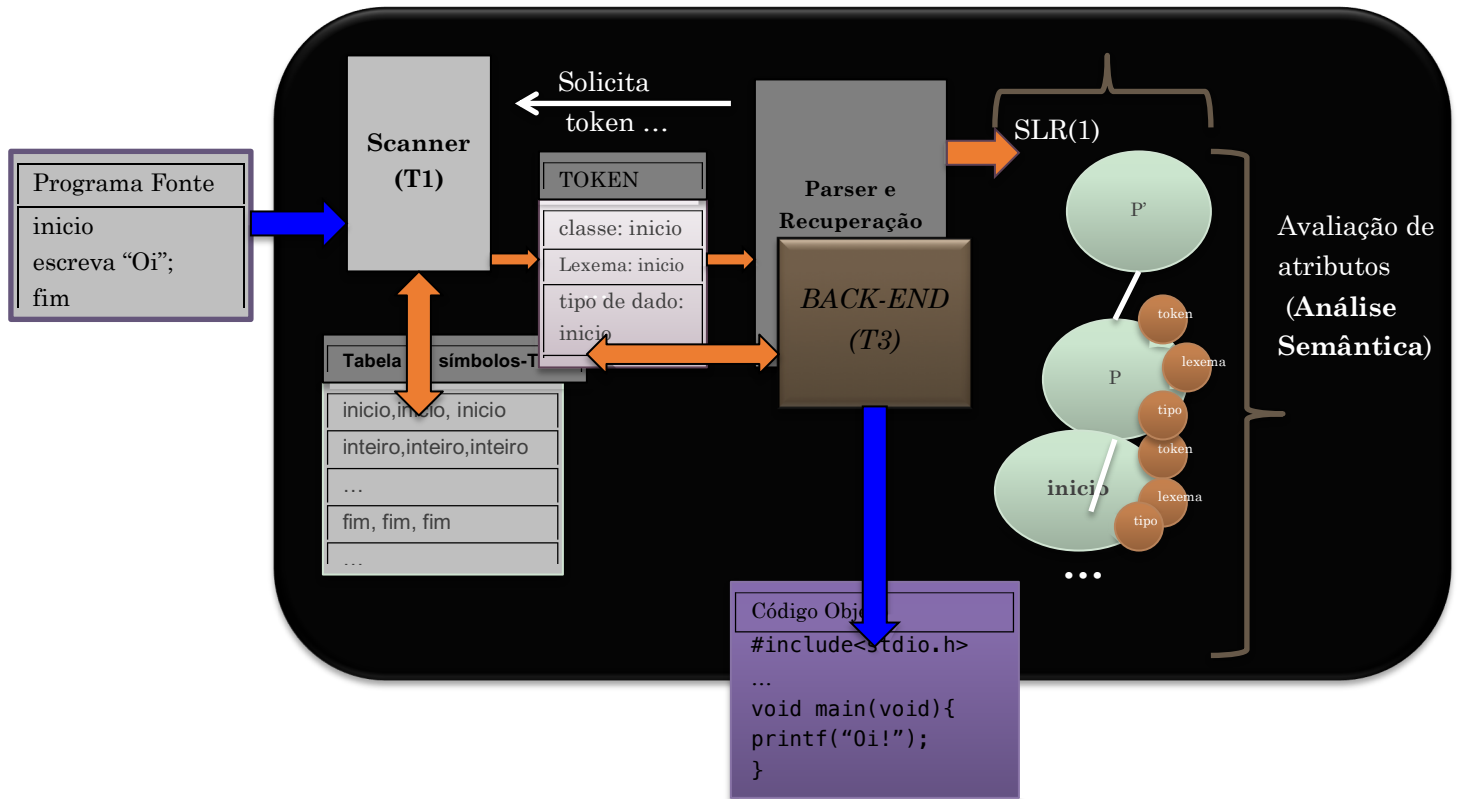 Programa Fonte
inicio
escreva “Oi”;
fim
Scanner
(T1)
Solicita
token …
TOKEN
classe: inicio
Lexema: inicio
tipo de dado:
inicio
Tabela símbolos-T
inicio,inicio, inicio
inteiro,inteiro,inteiro
…
fim, fim, fim
…
Parser e
Recuperação
BACK-END
(T3)
SLR(1)
P’
token
lexema
P
tipo
token
inicio
lexema
tipo
…
Avaliação de
atributos
(Análise
Semântica)
Código
#include<stdio.h>
…
void main(void){
printf(“Oi!”);
}